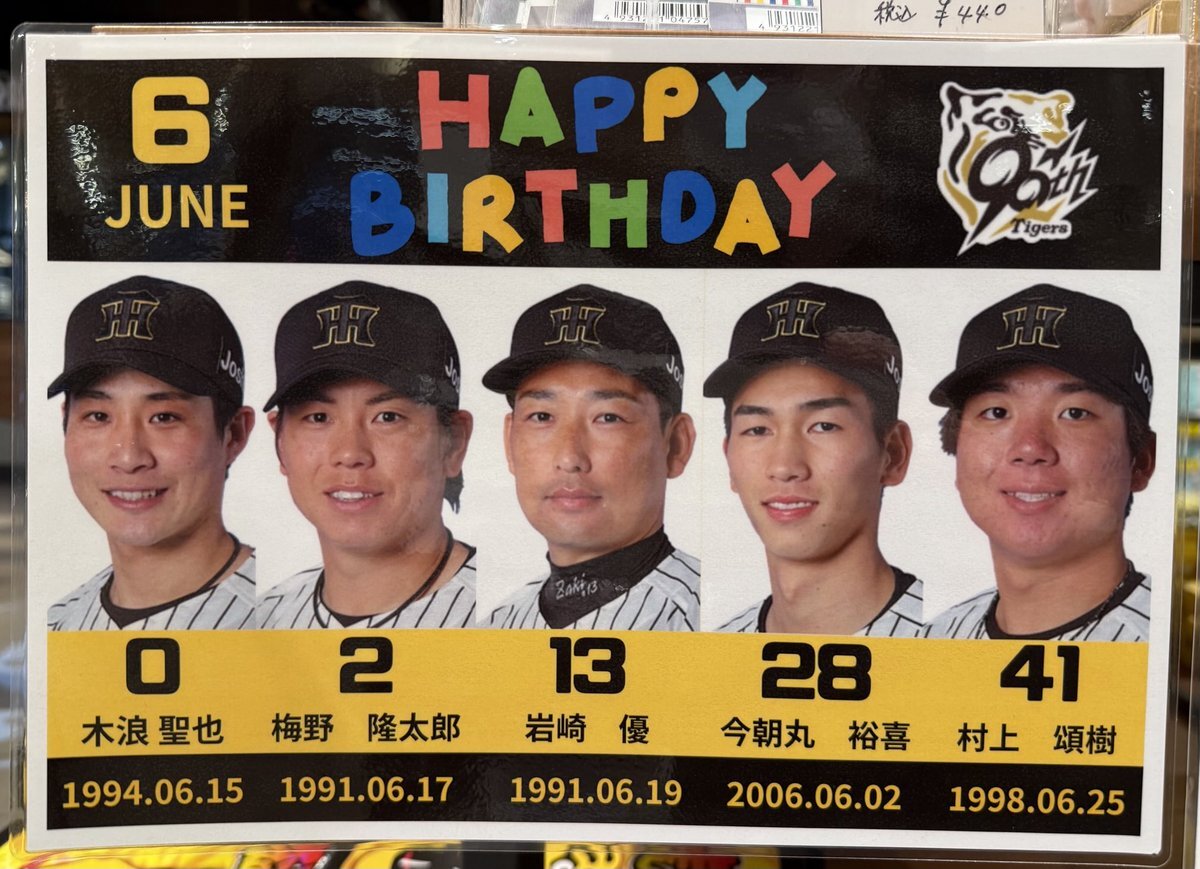 税込 ¥440
6
JUNE
HAPPY
BIRTHDAY
90th
Tigers
Zaki 13
0 2 13 28 41
木浪 聖也 梅野 隆太郎 岩崎 優 今朝丸 裕喜 村上 頌樹
1994.06.15 1991.06.17 1991.06.19 2006.06.02 1998.06.25